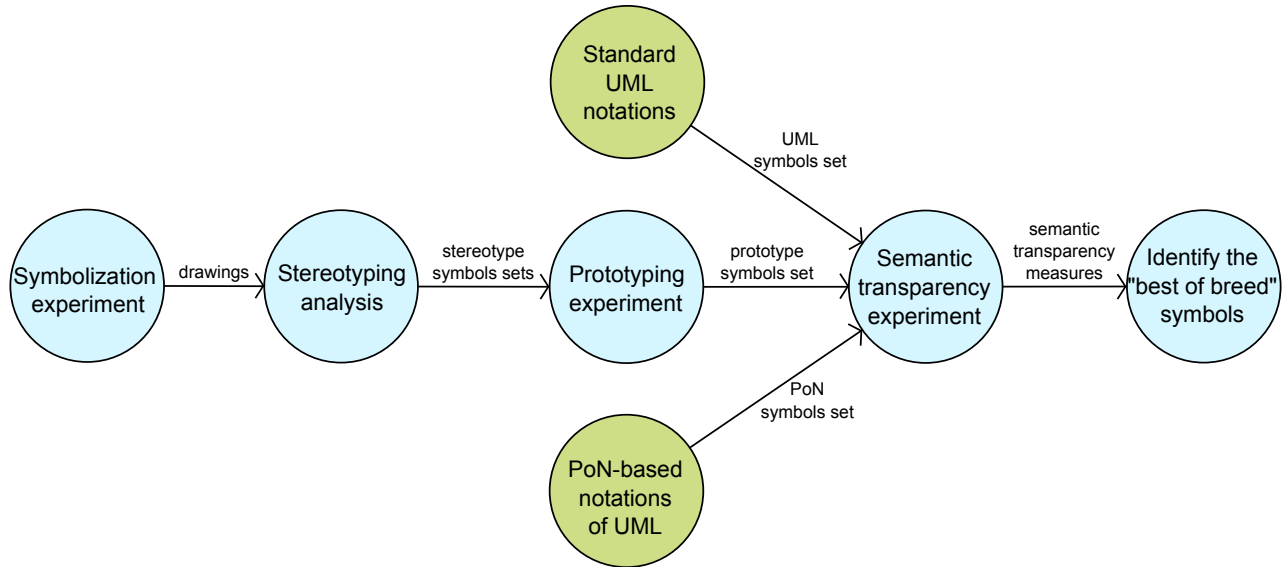 Standard
UML
notations
UML
symbols set
Symbolization
experiment
drawings
Stereotyping
analysis
stereotype
symbols sets
Prototyping
experiment
prototype
symbols set
Semantic
transparency
experiment
semantic
transparency
measures
Identify the
"best of breed"
symbols
PoN
symbols set
PoN-based
notations
of UML